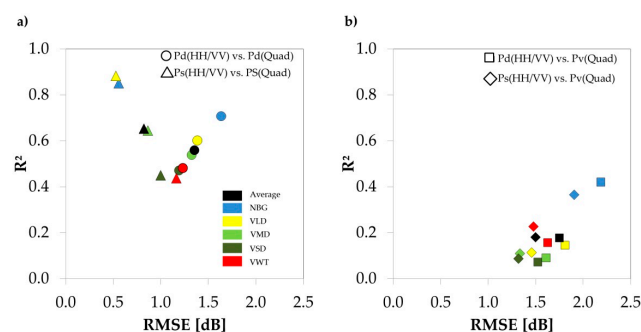 a)
b)
1.0
0.8
0.6
0.4
0.2
0.0
R²
Pd(HH/VV) vs. Pd(Quad)
Ps(HH/VV) vs. PS(Quad)
Average
NBG
VLD
VMD
VSD
VWT
0.0 0.5 1.0 1.5 2.0 2.5
RMSE [dB]
1.0
0.8
0.6
0.4
0.2
0.0
R²
Pd(HH/VV) vs. Pv(Quad)
Ps(HH/VV) vs. Pv(Quad)
0.0 0.5 1.0 1.5 2.0 2.5
RMSE [dB]